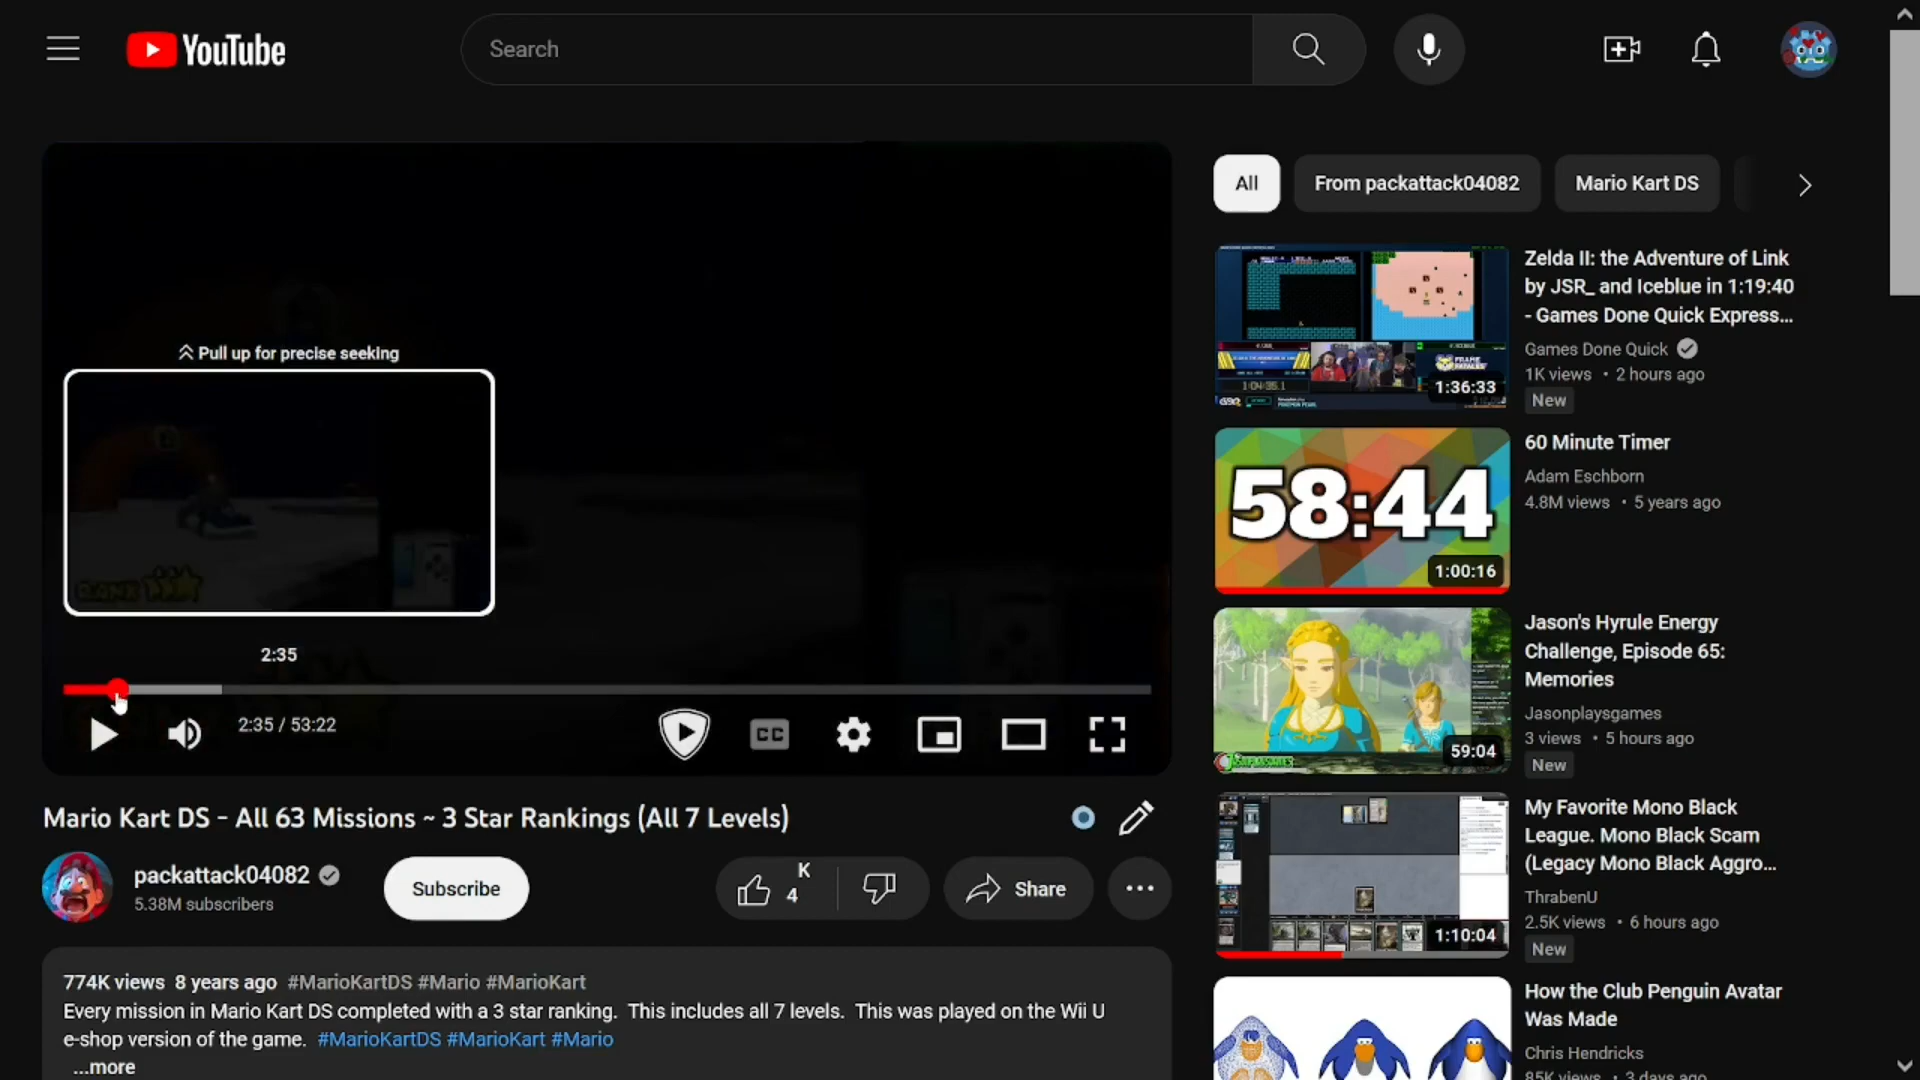 YouTube
Search
Pull up for precise seeking
2:35
2:35 / 53:22
CC
Mario Kart DS - All 63 Missions ~ 3 Star Rankings (All 7 Levels)
packattack04082
5.38M subscribers
Subscribe
4
K
Share
774K views 8 years ago #MarioKartDS #Mario #MarioKart
Every mission in Mario Kart DS completed with a 3 star ranking. This includes all 7 levels. This was played on the Wii U
e-shop version of the game. #MarioKartDS #MarioKart #Mario
...more
All
From packattack04082
Mario Kart DS
1:36:33
Zelda II: the Adventure of Link
by JSR_ and Iceblue in 1:19:40
- Games Done Quick Express...
Games Done Quick
1K views • 2 hours ago
New
58:44
1:00:16
60 Minute Timer
Adam Eschborn
4.8M views • 5 years ago
59:04
Jason's Hyrule Energy
Challenge, Episode 65:
Memories
Jasonplaysgames
3 views • 5 hours ago
New
1:10:04
My Favorite Mono Black
League. Mono Black Scam
(Legacy Mono Black Aggro...
ThrabenU
2.5K views • 6 hours ago
New
How the Club Penguin Avatar
Was Made
Chris Hendricks
85K views • 3 days ago